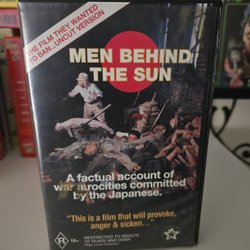 THE FILM THEY WANTED
TO BAN...UNCUT VERSION
MEN BEHIND
THE SUN
A factual account of
war atrocities committed
by the Japanese.
"This is a film that will provoke,
anger & sicken...
R 18+
RESTRICTED TO ADULTS
18 YEARS AND OVER.